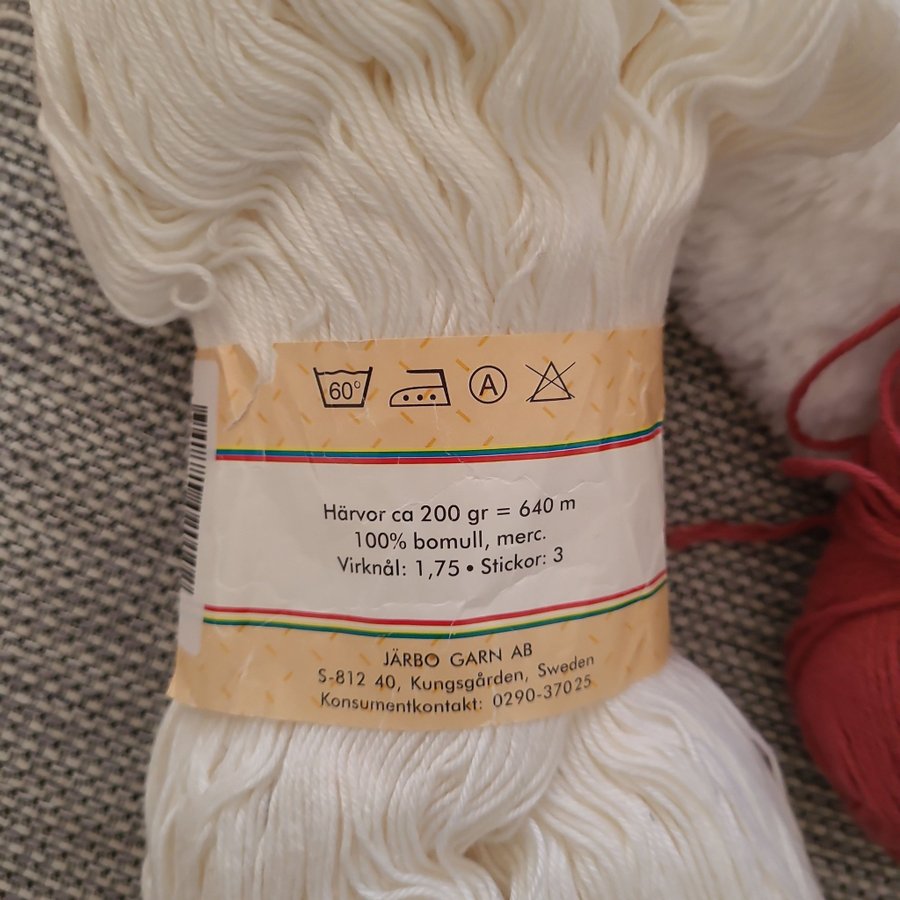 60°
A
Härvor ca 200 gr = 640 m
100% bomull, merc.
Virknål: 1,75 • Stickor: 3
JÄRBO GARN AB
S-812 40, Kungsgården, Sweden
Konsumentkontakt: 0290-37025